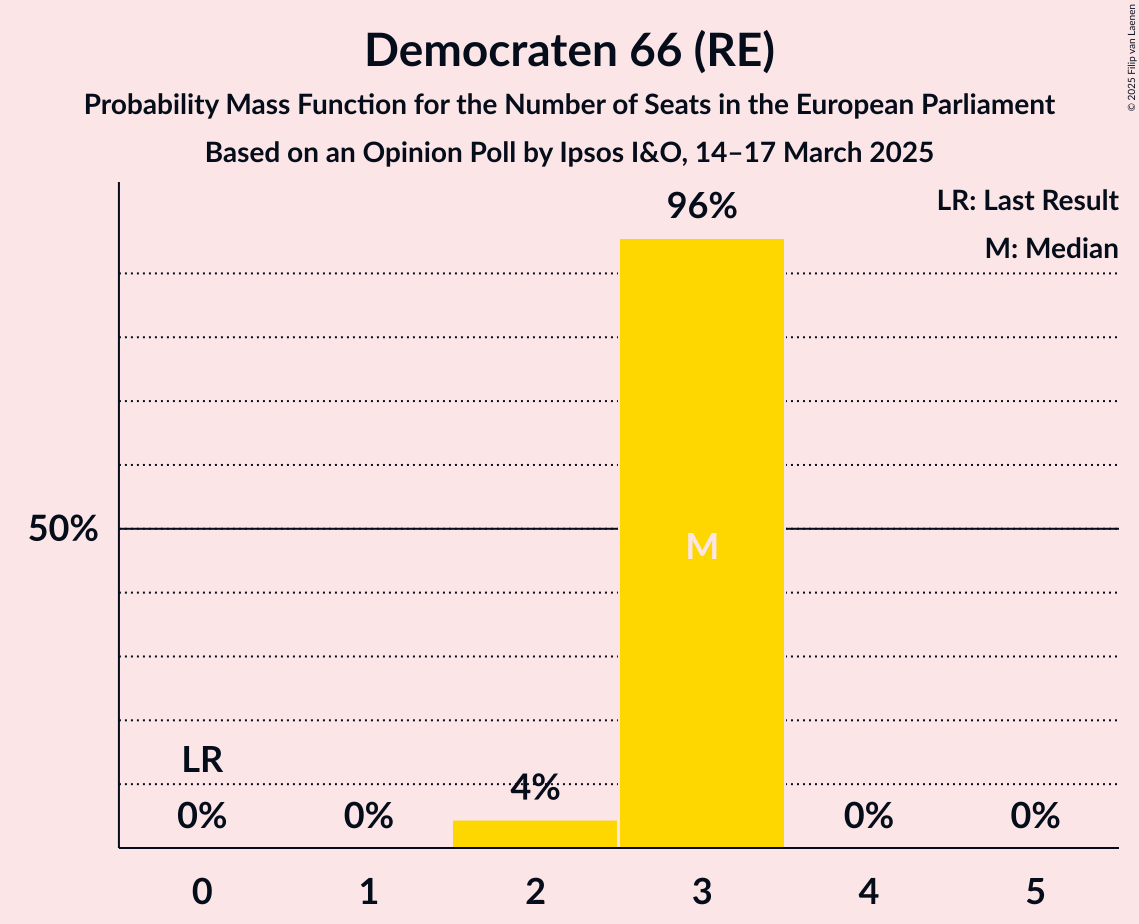 Democraten 66 (RE)
Probability Mass Function for the Number of Seats in the European Parliament
Based on an Opinion Poll by Ipsos I&O, 14–17 March 2025
© 2025 Filip van Laenen
LR: Last Result
M: Median
96%
50%
M
LR
0%
0%
4%
0%
0%
0
1
2
3
4
5